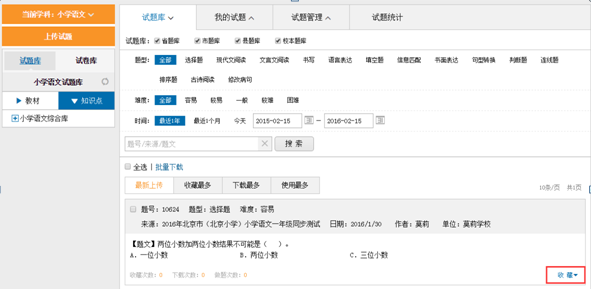 当前学科：小学语文
上传试题
试题库 试卷库
小学语文试题库
教材 知识点
小学语文综合库
试题库 我的试题 试题管理 试题统计
试题库： 省题库 市题库 县题库 校本题库
题型： 全部 选择题 现代文阅读 文言文阅读 书写 语言表达 填空题 信息匹配 书面表达 句型转换 判断题 连线题
排序题 古诗阅读 修改病句
难度： 全部 容易 较易 一般 较难 困难
时间： 最近1年 最近1个月 今天 2015-02-15 — 2016-02-15
题号/来源/题文 搜 索
全选 | 批量下载
最新上传 收藏最多 下载最多 使用最多 10条/页 共1页
题号：10624 题型：选择题 难度：容易
来源：2016年北京市（北京小学）小学语文一年级同步测试 日期：2016/1/30 作者：莫莉 单位：莫莉学校
【题文】两位小数加两位小数结果不可能是（ ）。
A．一位小数 B．两位小数 C．三位小数
收藏次数：0 下载次数：0 做题次数：0 收 藏